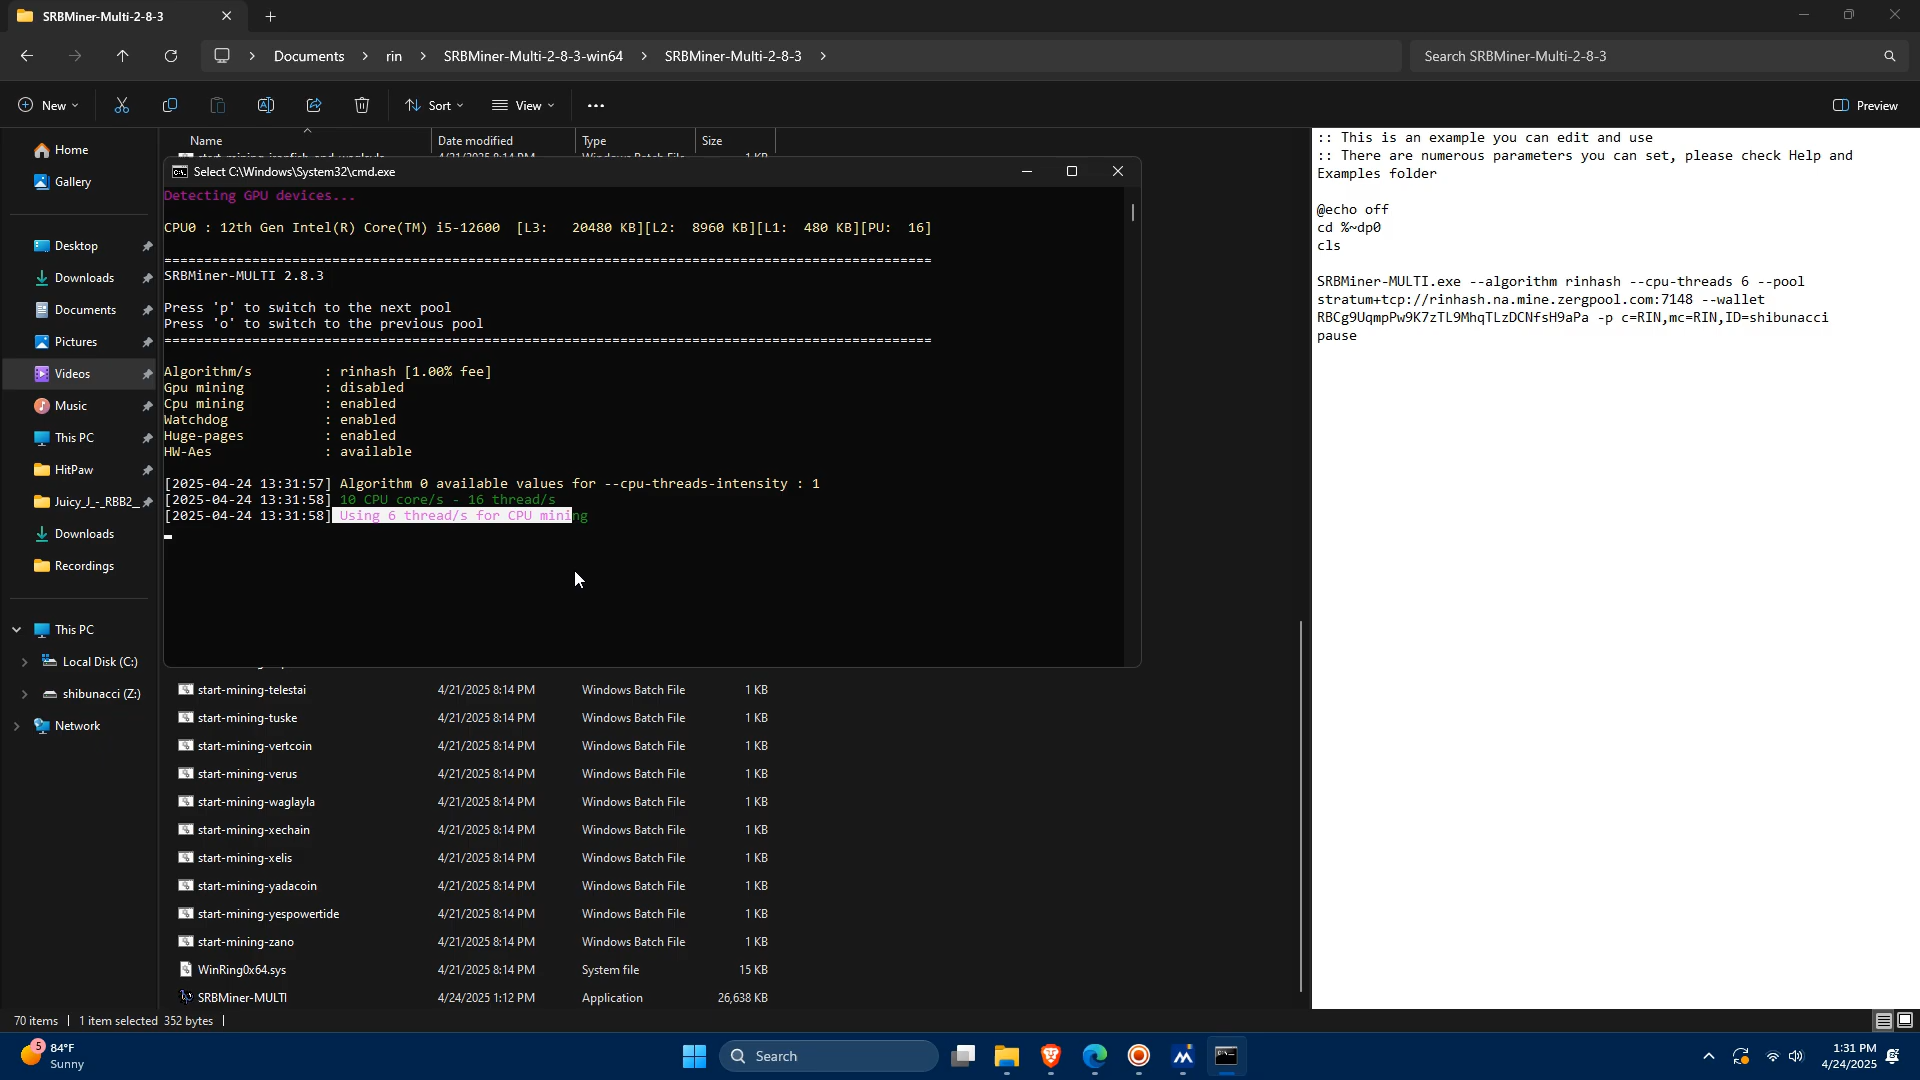 SRBMiner-Multi-2-8-3
Documents
rin
SRBMiner-Multi-2-8-3-win64
SRBMiner-Multi-2-8-3
Search SRBMiner-Multi-2-8-3
New
Sort
View
Preview
Home
Gallery
Desktop
Downloads
Documents
Pictures
Videos
Music
This PC
HitPaw
Juicy_J_-_RBB2_
Downloads
Recordings
This PC
Local Disk (C:)
shibunacci (Z:)
Network
Name Date modified Type Size
Select C:\Windows\System32\cmd.exe
Detecting GPU devices...
CPU0 : 12th Gen Intel(R) Core(TM) i5-12600 [L3: 20480 KB][L2: 8960 KB][L1: 480 KB][PU: 16]
================================================================================================
SRBMiner-MULTI 2.8.3
Press 'p' to switch to the next pool
Press 'o' to switch to the previous pool
================================================================================================
Algorithm/s : rinhash [1.00% fee]
Gpu mining : disabled
Cpu mining : enabled
Watchdog : enabled
Huge-pages : enabled
HW-Aes : available
[2025-04-24 13:31:57] Algorithm 0 available values for --cpu-threads-intensity : 1
[2025-04-24 13:31:58] 10 CPU core/s - 16 thread/s
[2025-04-24 13:31:58] Using 6 thread/s for CPU mining
start-mining-telestai 4/21/2025 8:14 PM Windows Batch File 1 KB
start-mining-tuske 4/21/2025 8:14 PM Windows Batch File 1 KB
start-mining-vertcoin 4/21/2025 8:14 PM Windows Batch File 1 KB
start-mining-verus 4/21/2025 8:14 PM Windows Batch File 1 KB
start-mining-waglayla 4/21/2025 8:14 PM Windows Batch File 1 KB
start-mining-xechain 4/21/2025 8:14 PM Windows Batch File 1 KB
start-mining-xelis 4/21/2025 8:14 PM Windows Batch File 1 KB
start-mining-yadacoin 4/21/2025 8:14 PM Windows Batch File 1 KB
start-mining-yespowertide 4/21/2025 8:14 PM Windows Batch File 1 KB
start-mining-zano 4/21/2025 8:14 PM Windows Batch File 1 KB
WinRing0x64.sys 4/21/2025 8:14 PM System file 15 KB
SRBMiner-MULTI 4/24/2025 1:12 PM Application 26,638 KB
:: This is an example you can edit and use
:: There are numerous parameters you can set, please check Help and
Examples folder
@echo off
cd %~dp0
cls
SRBMiner-MULTI.exe --algorithm rinhash --cpu-threads 6 --pool
stratum+tcp://rinhash.na.mine.zergpool.com:7148 --wallet
RBCg9UqmpPw9K7zTL9MhqTLzDCNfsH9aPa -p c=RIN,mc=RIN,ID=shibunacci
pause
70 items 1 item selected 352 bytes
5
84°F
Sunny
Search
1:31 PM
4/24/2025